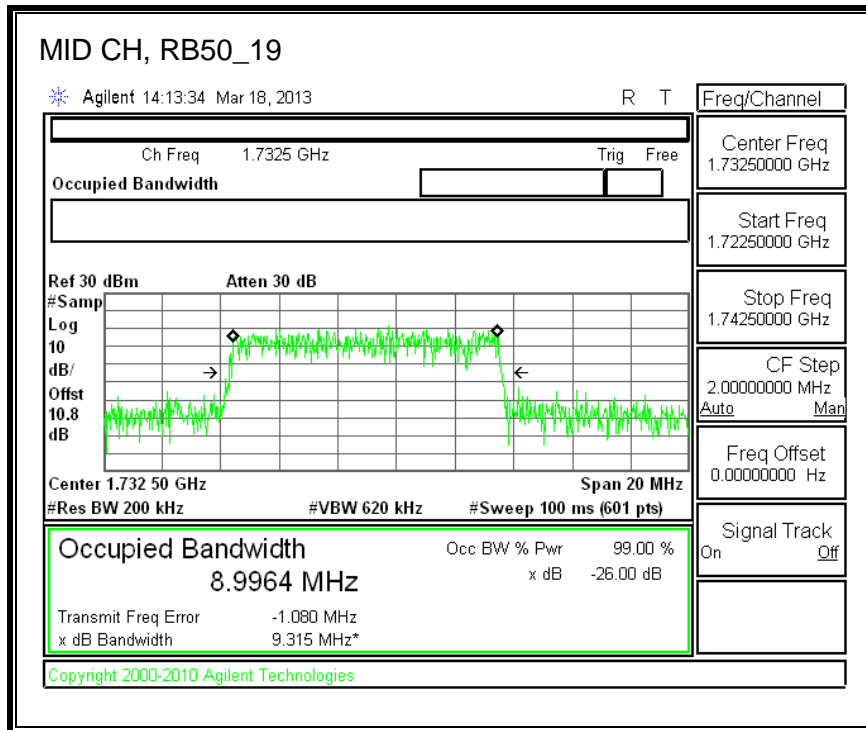 MID CH, RB50_19
Agilent 14:13:34 Mar 18, 2013 R T
Freq/Channel
Ch Freq 1.7325 GHz Trig Free
Occupied Bandwidth
Center Freq
1.73250000 GHz
Start Freq
1.72250000 GHz
Stop Freq
1.74250000 GHz
CF Step
2.00000000 MHz
Auto Man
Freq Offset
0.00000000 Hz
Signal Track
On Off
Ref 30 dBm Atten 30 dB
#Samp
Log
10
dB/
Offst
10.8
dB
Center 1.732 50 GHz Span 20 MHz
#Res BW 200 kHz #VBW 620 kHz #Sweep 100 ms (601 pts)
Occupied Bandwidth Occ BW % Pwr 99.00 %
8.9964 MHz x dB -26.00 dB
Transmit Freq Error -1.080 MHz
x dB Bandwidth 9.315 MHz*
Copyright 2000-2010 Agilent Technologies